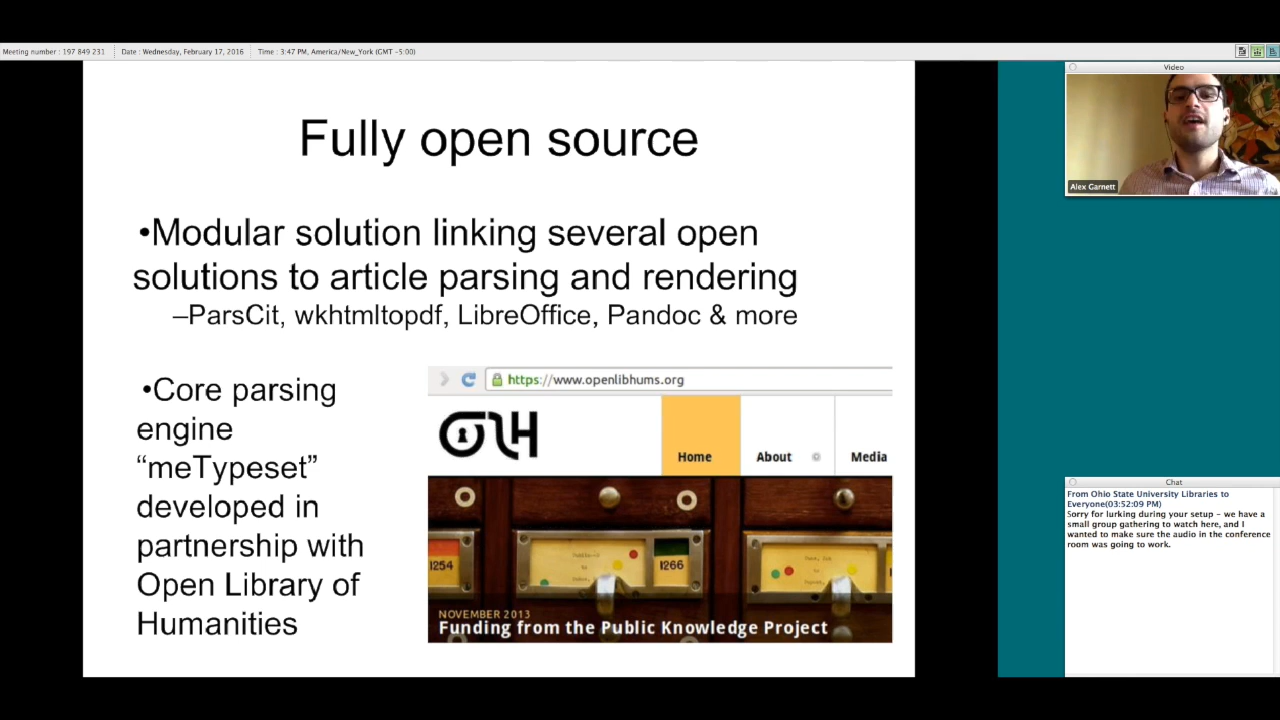 Meeting number : 197 849 231
Date : Wednesday, February 17, 2016
Time : 3:47 PM, America/New_York (GMT -5:00)
Fully open source
•Modular solution linking several open
solutions to article parsing and rendering
–ParsCit, wkhtmltopdf, LibreOffice, Pandoc & more
•Core parsing
engine
“meTypeset”
developed in
partnership with
Open Library of
Humanities
https://www.openlibhums.org
OLH
Home
About
Media
1254
1266
NOVEMBER 2013
Funding from the Public Knowledge Project
Video
Alex Garnett
Chat
From Ohio State University Libraries to
Everyone(03:52:09 PM)
Sorry for lurking during your setup - we have a
small group gathering to watch here, and I
wanted to make sure the audio in the conference
room was going to work.